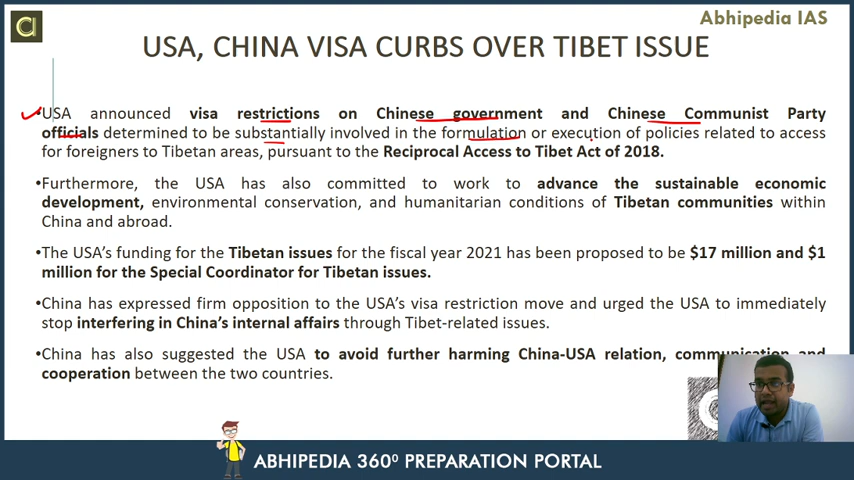 Abhipedia IAS
USA, CHINA VISA CURBS OVER TIBET ISSUE
•USA announced visa restrictions on Chinese government and Chinese Communist Party
officials determined to be substantially involved in the formulation or execution of policies related to access
for foreigners to Tibetan areas, pursuant to the Reciprocal Access to Tibet Act of 2018.
•Furthermore, the USA has also committed to work to advance the sustainable economic
development, environmental conservation, and humanitarian conditions of Tibetan communities within
China and abroad.
•The USA's funding for the Tibetan issues for the fiscal year 2021 has been proposed to be $17 million and $1
million for the Special Coordinator for Tibetan issues.
•China has expressed firm opposition to the USA's visa restriction move and urged the USA to immediately
stop interfering in China's internal affairs through Tibet-related issues.
•China has also suggested the USA to avoid further harming China-USA relation, communication and
cooperation between the two countries.
ABHIPEDIA 360⁰ PREPARATION PORTAL